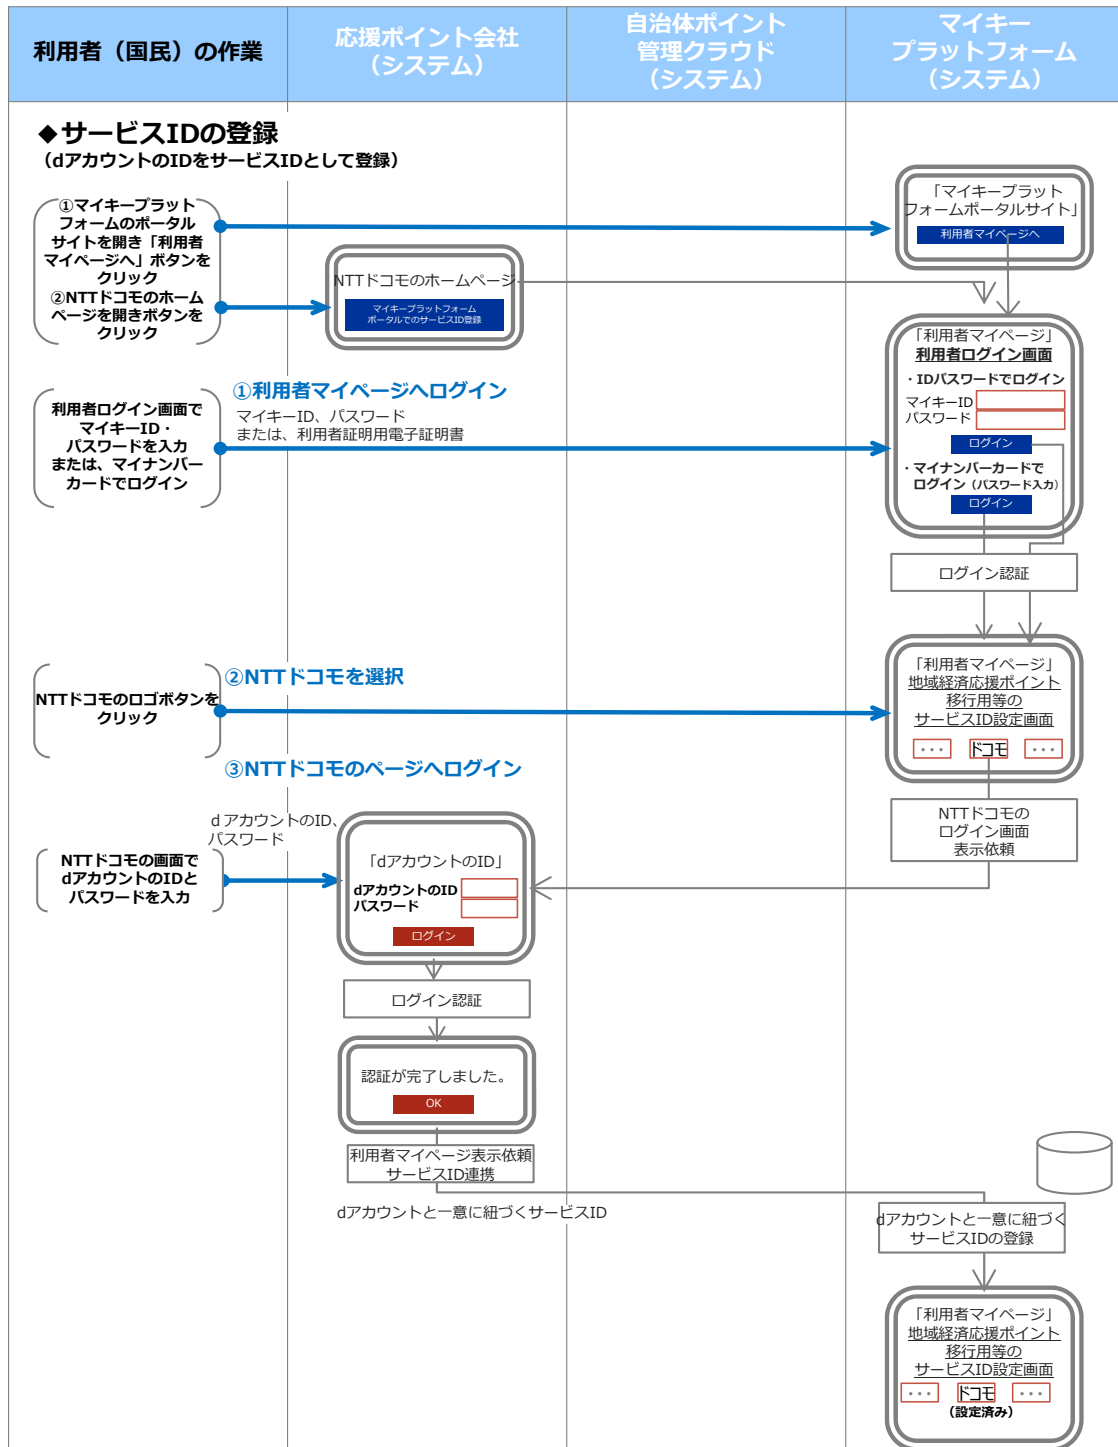 利用者（国民）の作業
応援ポイント会社
（システム）
自治体ポイント
管理クラウド
（システム）
マイキー
プラットフォーム
（システム）
◆サービスIDの登録
（dアカウントのIDをサービスIDとして登録）
①マイキープラット
フォームのポータル
サイトを開き「利用者
マイページへ」ボタンを
クリック
②NTTドコモのホーム
ページを開きボタンを
クリック
「マイキープラット
フォームポータルサイト」
利用者マイページへ
NTTドコモのホームページ
マイキープラットフォーム
ポータルでのサービスID登録
「利用者マイページ」
利用者ログイン画面
・IDパスワードでログイン
マイキーID
パスワード
ログイン
・マイナンバーカードで
ログイン（パスワード入力）
ログイン
①利用者マイページへログイン
マイキーID、パスワード
または、利用者証明用電子証明書
利用者ログイン画面で
マイキーID・
パスワードを入力
または、マイナンバー
カードでログイン
ログイン認証
②NTTドコモを選択
NTTドコモのロゴボタンを
クリック
「利用者マイページ」
地域経済応援ポイント
移行用等の
サービスID設定画面
・・・
ドコモ
・・・
③NTTドコモのページへログイン
ｄアカウントのID、
パスワード
NTTドコモの
ログイン画面
表示依頼
NTTドコモの画面で
dアカウントのIDと
パスワードを入力
「dアカウントのID」
dアカウントのID
パスワード
ログイン
ログイン認証
認証が完了しました。
OK
利用者マイページ表示依頼
サービスID連携
dアカウントと一意に紐づくサービスID
dアカウントと一意に紐づく
サービスIDの登録
「利用者マイページ」
地域経済応援ポイント
移行用等の
サービスID設定画面
・・・
ドコモ
・・・
（設定済み）